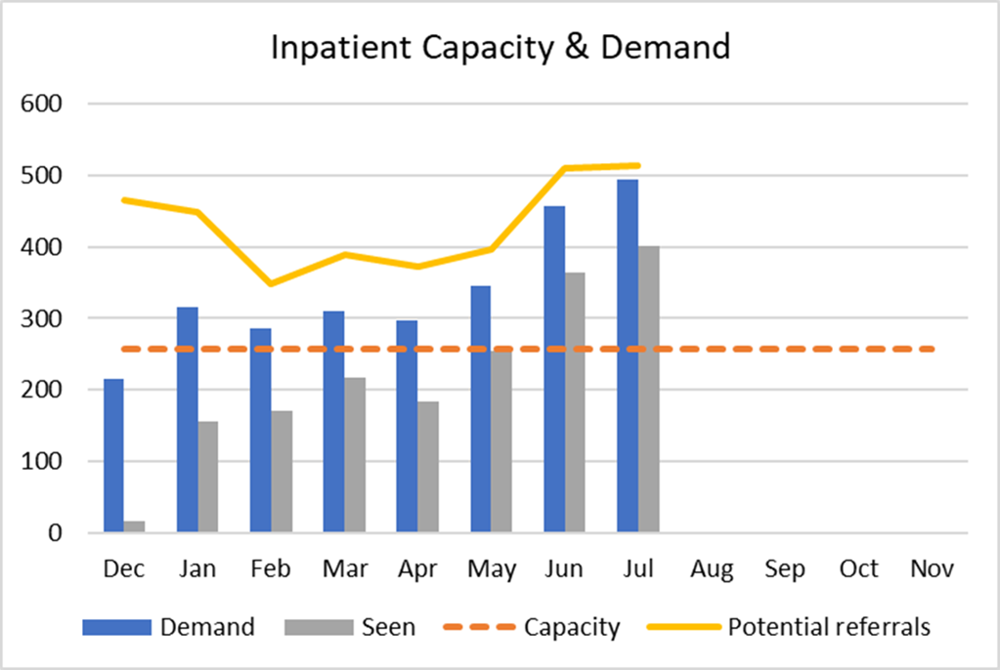 Inpatient Capacity & Demand
600
500
400
300
200
100
0
Dec Jan Feb Mar Apr May Jun Jul Aug Sep Oct Nov
Demand Seen Capacity Potential referrals